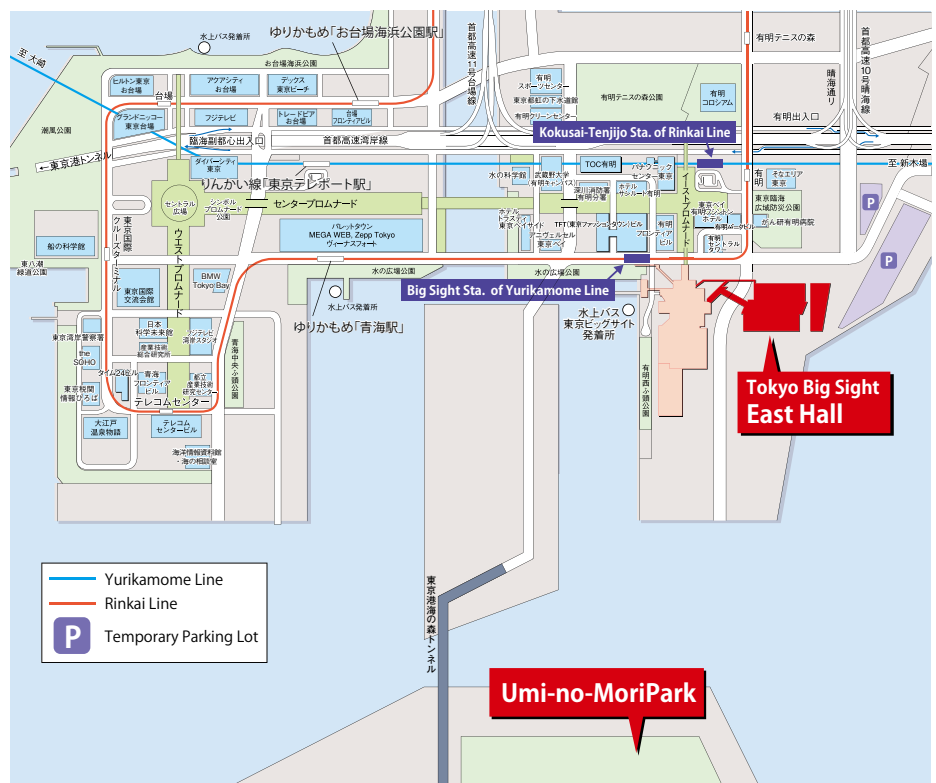 水上バス発着所
ゆりかもめ「お台場海浜公園駅」
首都高速11号台場線
有明テニスの森
首都高速10号晴海線
至 大崎
お台場海浜公園
晴海通り
ヒルトン東京
お台場
アクアシティ
お台場
デックス
東京ビーチ
有明
スポーツセンター
東京都虹の下水道館
有明クリーンセンター
有明テニスの森公園
有明
コロシアム
台場
潮風公園
グランドニッコー
東京台場
フジテレビ
トレードピア
お台場
台場
フロンティアビル
有明出入口
Kokusai-Tenjijo Sta. of Rinkai Line
臨海副都心出入口
首都高速湾岸線
←東京港トンネル
ダイバーシティ
東京
りんかい線「東京テレポート駅」
水の科学館
武蔵野大学
(有明キャンパス)
TOC有明
パナソニック
センター東京
至 新木場
有明
そなエリア
東京
深川消防署
有明分署
ホテル
サンルート有明
イーストプロムナード
東京臨海
広域防災公園
セントラル
広場
シンボル
プロムナード
公園
センタープロムナード
ホテル
トラスティ
東京ベイサイド
TFT(東京ファッションタウン)ビル
アニヴェルセル
東京ベイ
有明
フロンティア
ビル
東京ベイ
有明ワシントン
ホテル
有明パークビル
がん研有明病院
有明
セントラル
タワー
東京国際
クルーズターミナル
ウエストプロムナード
パレットタウン
MEGA WEB, Zepp Tokyo
ヴィーナスフォート
船の科学館
東八潮
緑道公園
水の広場公園
水の広場公園
P
P
東京国際
交流会館
BMW
Tokyo Bay
水上バス発着所
Big Sight Sta. of Yurikamome Line
ゆりかもめ「青海駅」
水上バス
東京ビッグサイト
発着所
東京湾岸警察署
日本
科学未来館
フジテレビ
湾岸スタジオ
産業技術
総合研究所
青海中央ふ頭公園
有明西ふ頭公園
the
SOHO
タイム24ビル
青海
フロンティア
ビル
都立
産業技術
研究センター
東京税関
情報ひろば
テレコムセンター
Tokyo Big Sight
East Hall
大江戸
温泉物語
テレコム
センタービル
海洋情報資料館
・海の相談室
Yurikamome Line
Rinkai Line
P
Temporary Parking Lot
東京港海の森トンネル
Umi-no-MoriPark